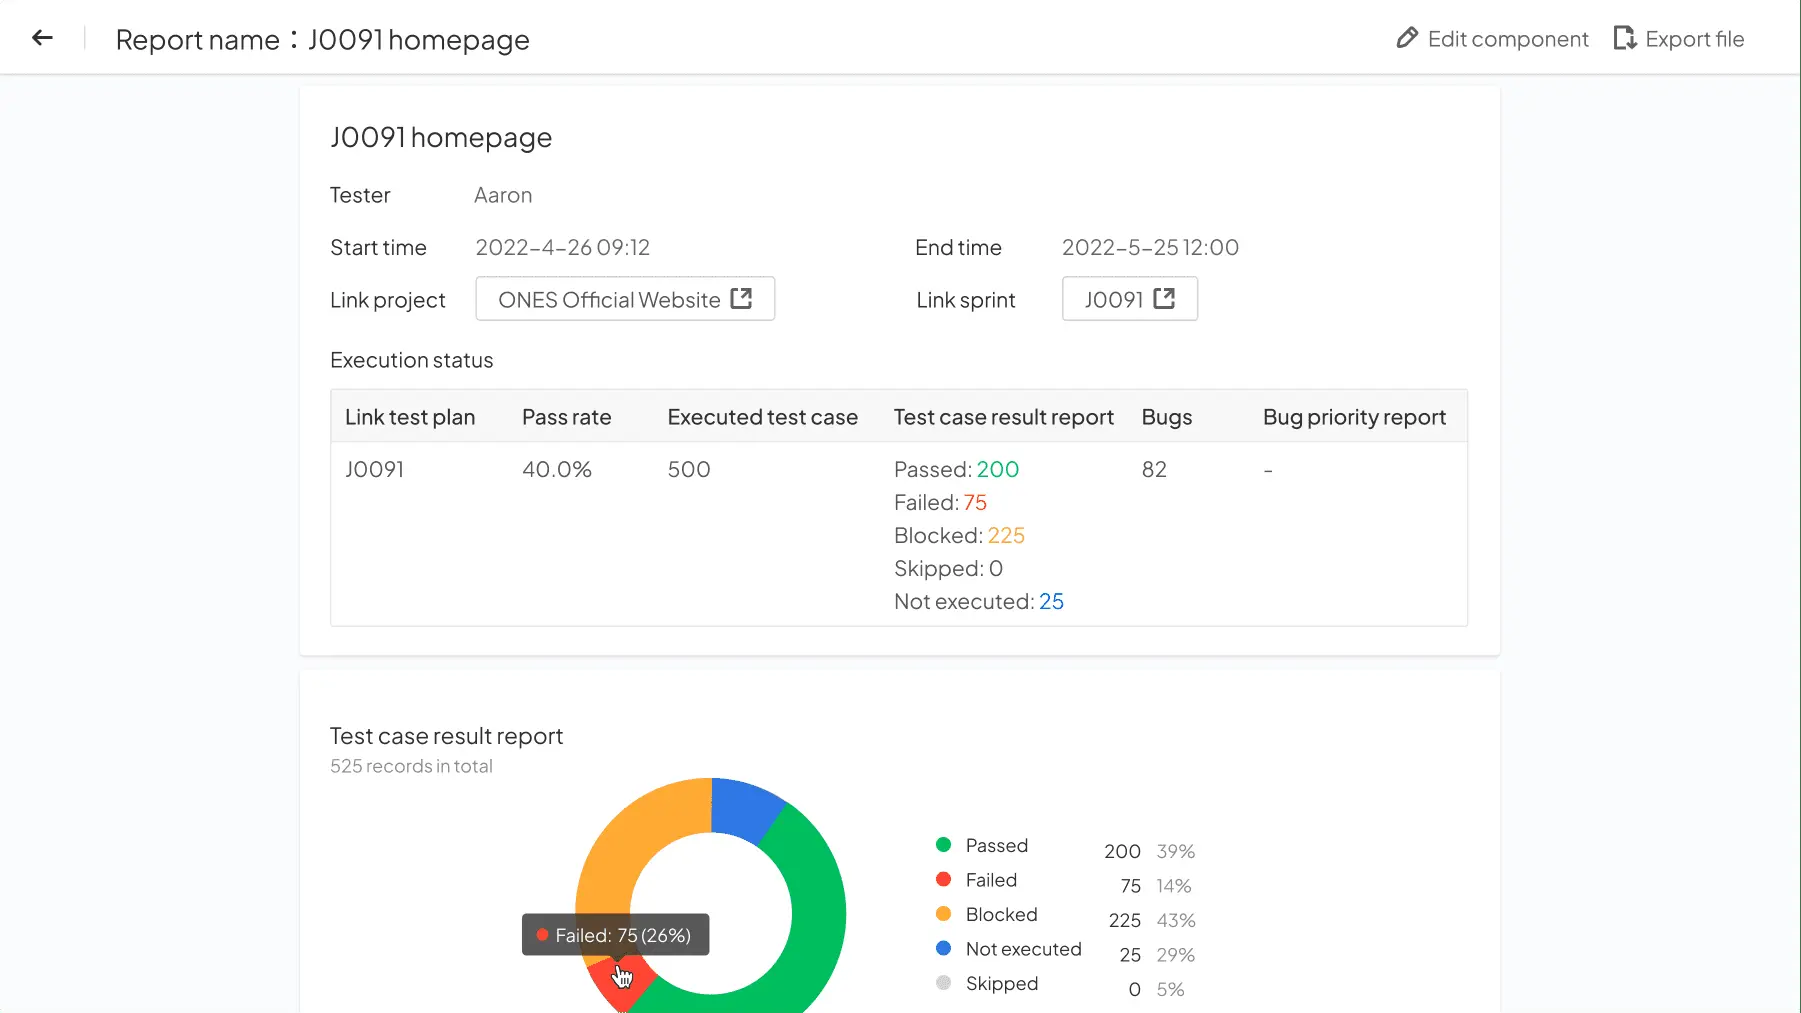 Report name：J0091 homepage
Edit component
Export file
J0091 homepage
Tester Aaron
Start time 2022-4-26 09:12 End time 2022-5-25 12:00
Link project ONES Official Website Link sprint J0091
Execution status
Link test plan Pass rate Executed test case Test case result report Bugs Bug priority report
J0091 40.0% 500 Passed: 200 82 -
Failed: 75
Blocked: 225
Skipped: 0
Not executed: 25
Test case result report
525 records in total
Failed: 75 (26%)
Passed 200 39%
Failed 75 14%
Blocked 225 43%
Not executed 25 29%
Skipped 0 5%